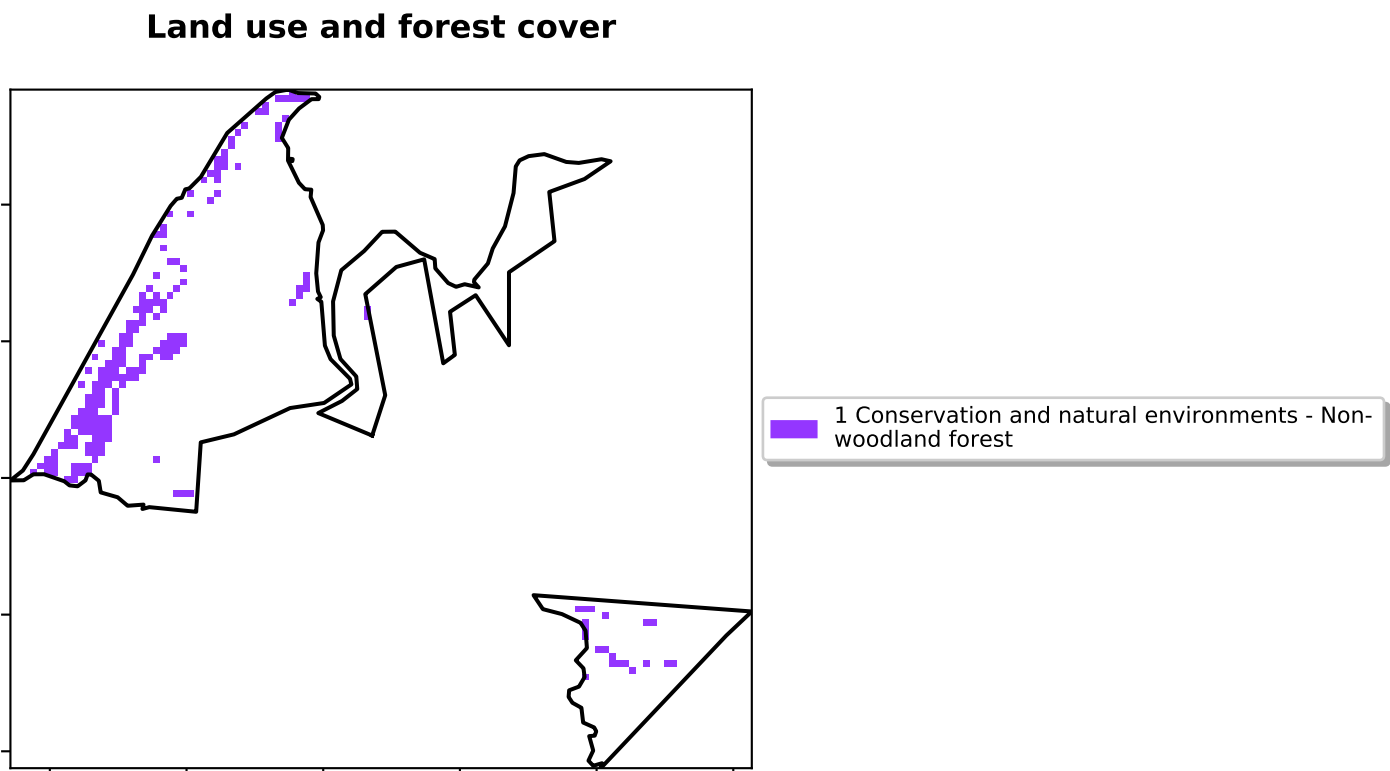 Land use and forest cover
1 Conservation and natural environments - Non-
woodland forest